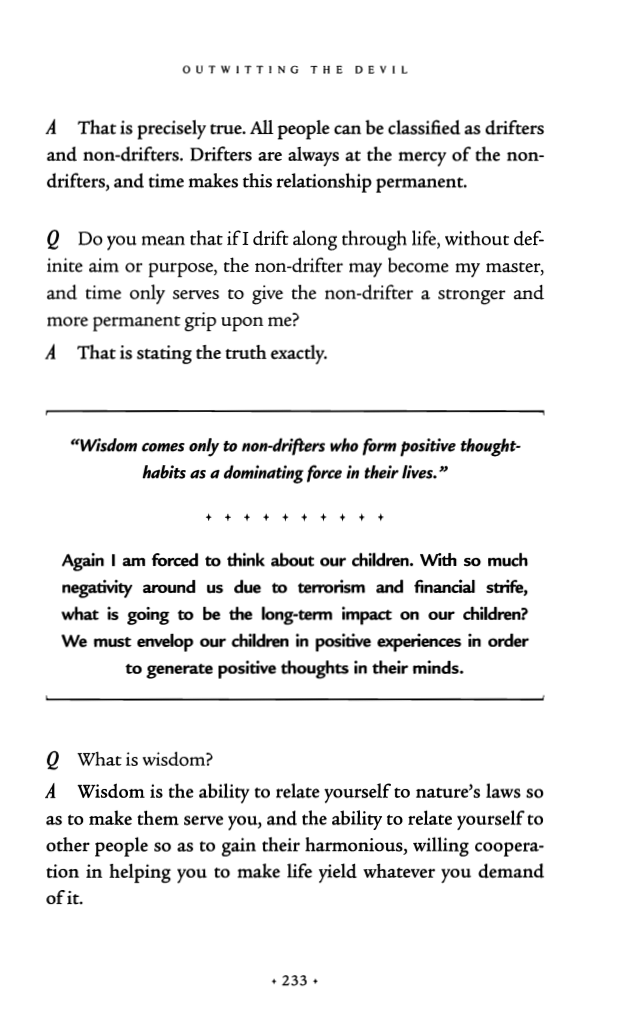 OUTWITTING THE DEVIL
A That is precisely true. All people can be classified as drifters
and non-drifters. Drifters are always at the mercy of the non-
drifters, and time makes this relationship permanent.
Q Do you mean that if I drift along through life, without def-
inite aim or purpose, the non-drifter may become my master,
and time only serves to give the non-drifter a stronger and
more permanent grip upon me?
A That is stating the truth exactly.
“Wisdom comes only to non-drifters who form positive thought-
habits as a dominating force in their lives.”
Again I am forced to think about our children. With so much
negativity around us due to terrorism and financial strife,
what is going to be the long-term impact on our children?
We must envelop our children in positive experiences in order
to generate positive thoughts in their minds.
Q What is wisdom?
A Wisdom is the ability to relate yourself to nature’s laws so
as to make them serve you, and the ability to relate yourself to
other people so as to gain their harmonious, willing coopera-
tion in helping you to make life yield whatever you demand
of it.
233